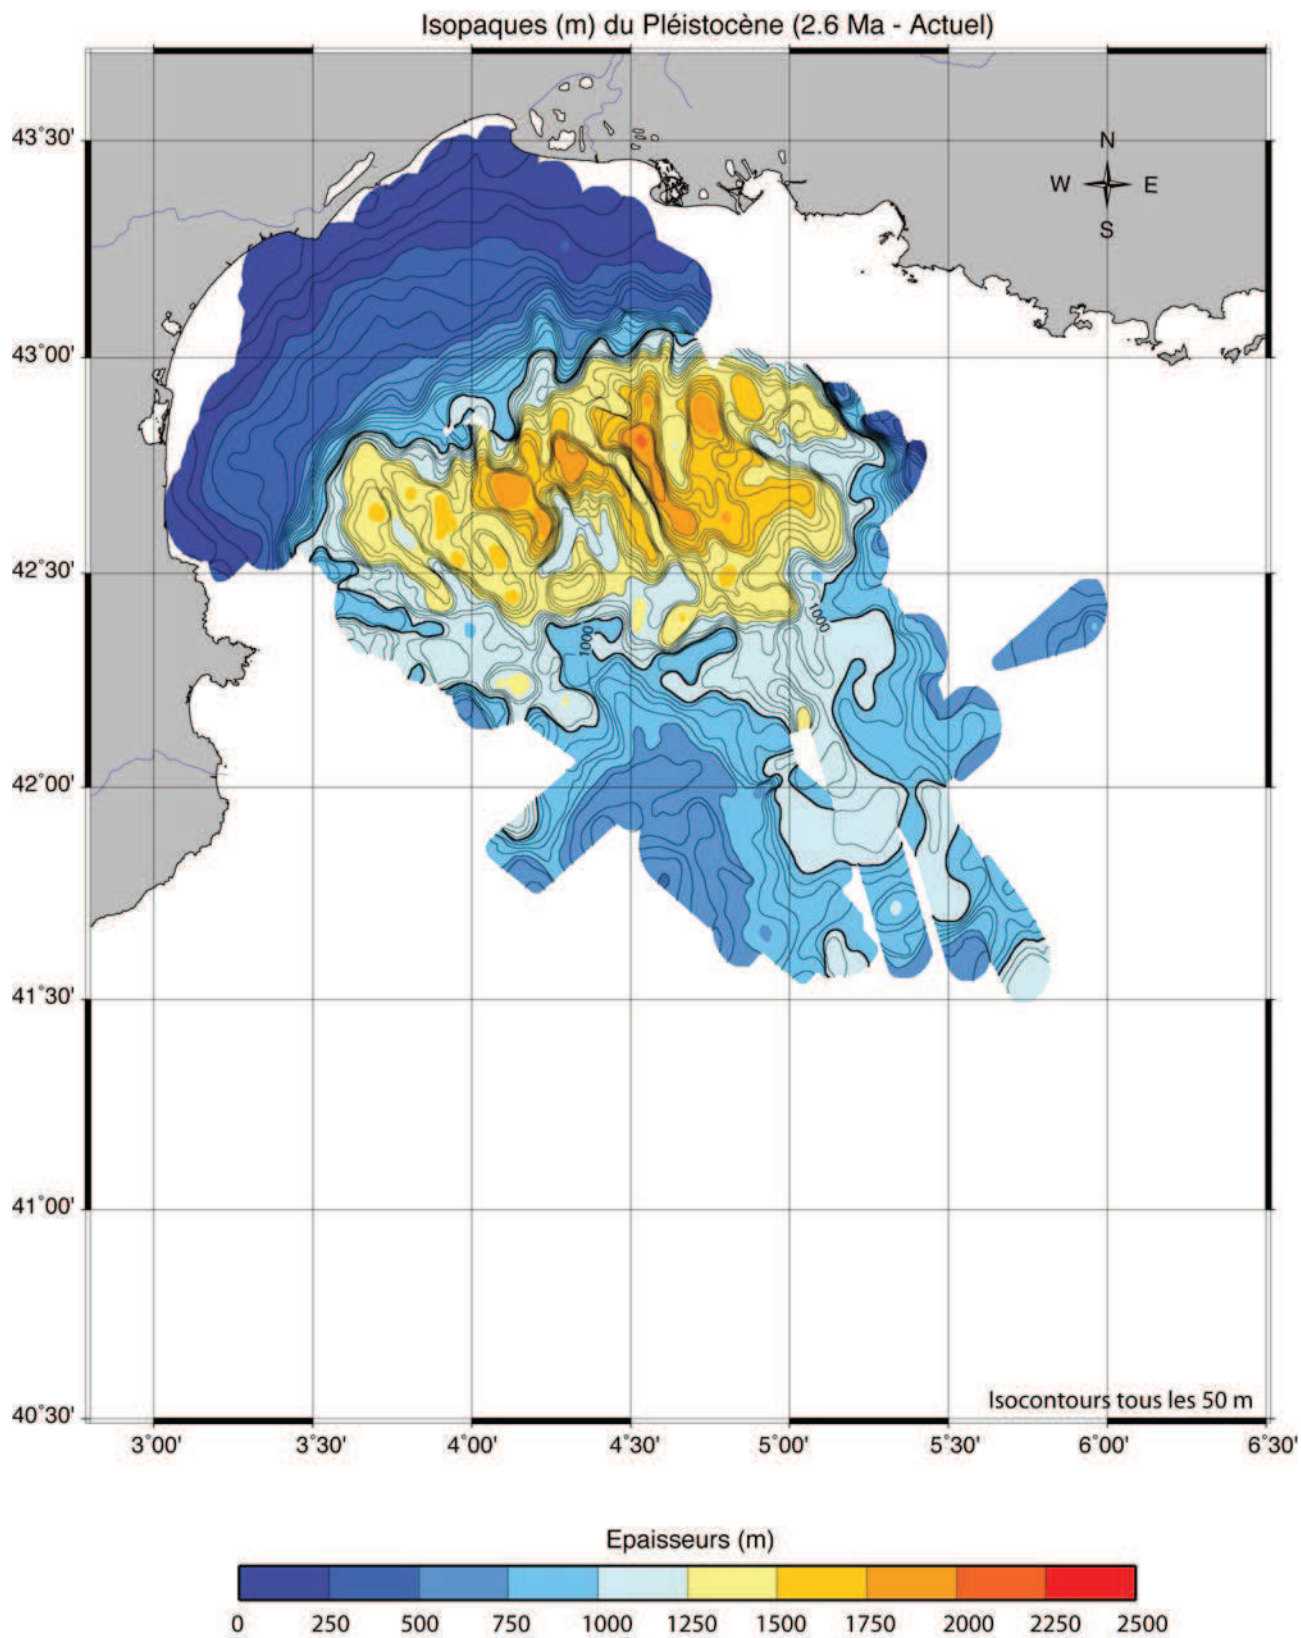 Isopaques (m) du Pléistocène (2.6 Ma - Actuel)
43˚30'
N
W E
S
43˚00'
42˚30'
1000
1000
42˚00'
41˚30'
41˚00'
Isocontours tous les 50 m
40˚30'
3˚00' 3˚30' 4˚00' 4˚30' 5˚00' 5˚30' 6˚00' 6˚30'
Epaisseurs (m)
0 250 500 750 1000 1250 1500 1750 2000 2250 2500